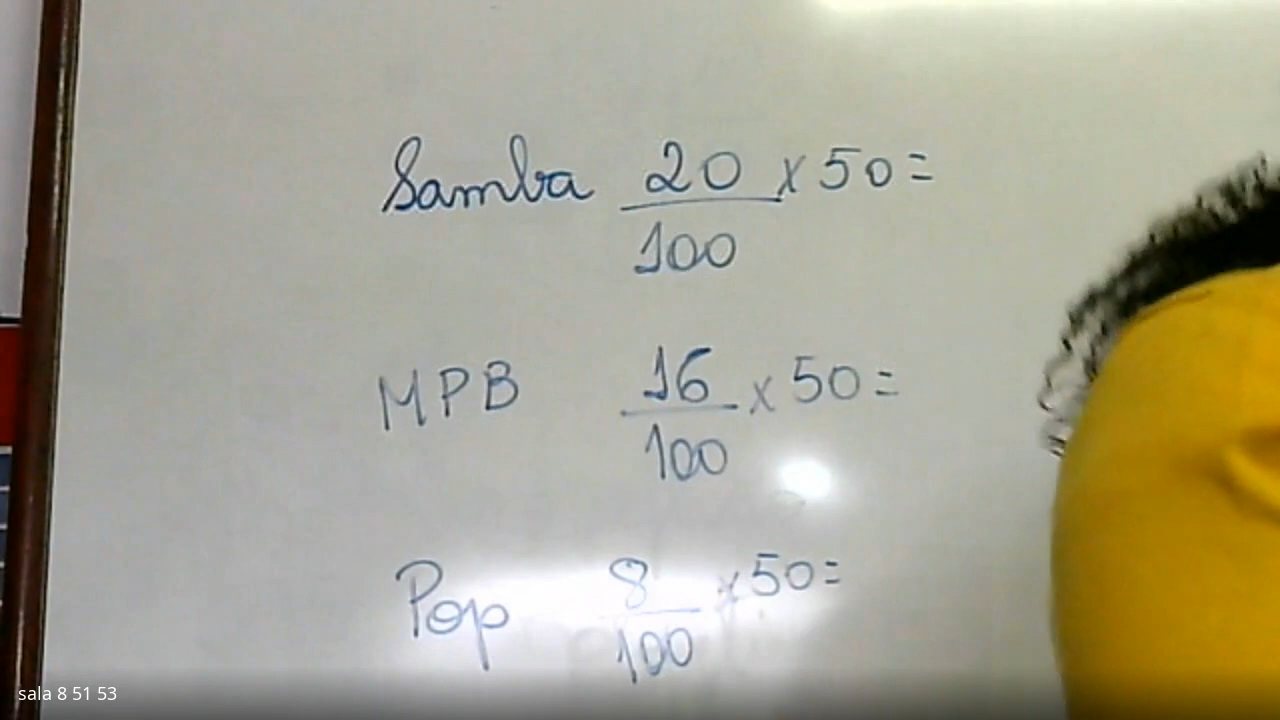 Samba 20/100 x 50 =
MPB 16/100 x 50 =
Pop 8/100 x 50 =
sala 8 51 53